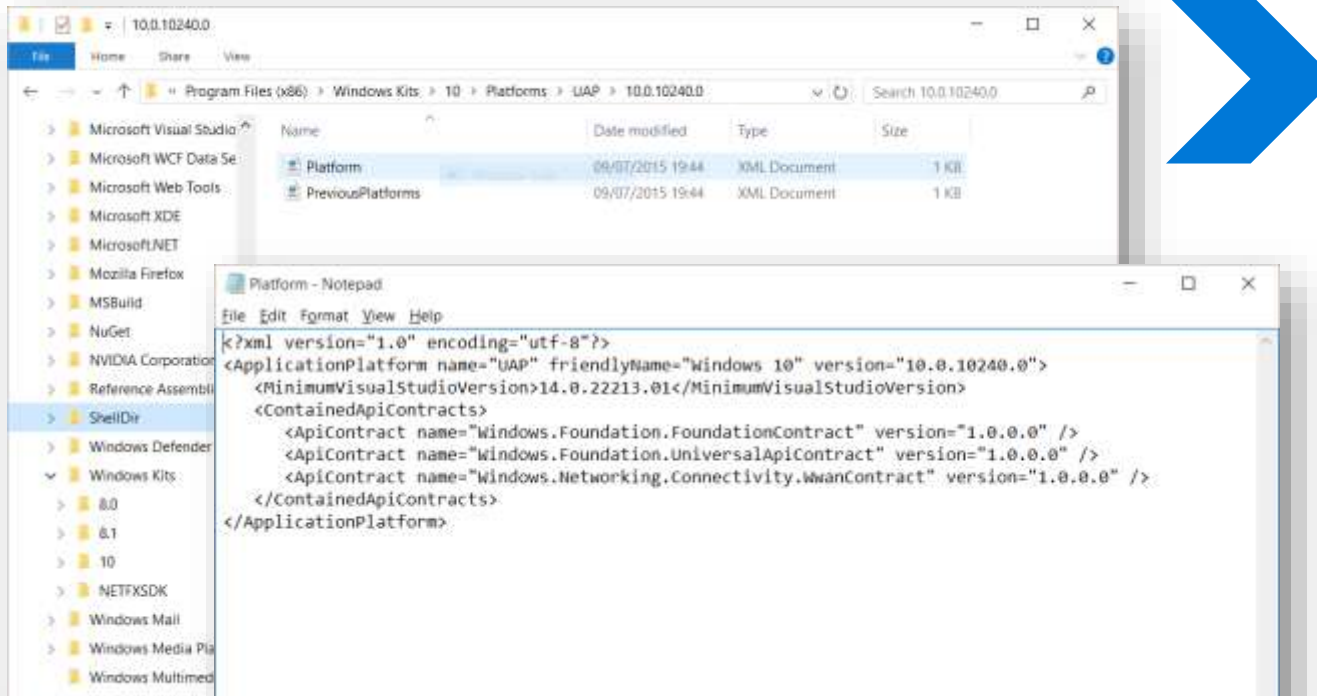 10.0.10240.0
File Home Share View
« Program Files (x86) › Windows Kits › 10 › Platforms › UAP › 10.0.10240.0
Search 10.0.10240.0
Name Date modified Type Size
Platform 09/07/2015 19:44 XML Document 1 KB
PreviousPlatforms 09/07/2015 19:44 XML Document 1 KB
Microsoft Visual Studio
Microsoft WCF Data Se
Microsoft Web Tools
Microsoft XDE
Microsoft.NET
Mozilla Firefox
MSBuild
NuGet
NVIDIA Corporation
Reference Assembli
ShellDir
Windows Defender
Windows Kits
8.0
8.1
10
NETFXSDK
Windows Mail
Windows Media Pla
Windows Multimed
Platform - Notepad
File Edit Format View Help
<?xml version="1.0" encoding="utf-8"?>
<ApplicationPlatform name="UAP" friendlyName="Windows 10" version="10.0.10240.0">
<MinimumVisualStudioVersion>14.0.22213.01</MinimumVisualStudioVersion>
<ContainedApiContracts>
<ApiContract name="Windows.Foundation.FoundationContract" version="1.0.0.0" />
<ApiContract name="Windows.Foundation.UniversalApiContract" version="1.0.0.0" />
<ApiContract name="Windows.Networking.Connectivity.WwanContract" version="1.0.0.0" />
</ContainedApiContracts>
</ApplicationPlatform>